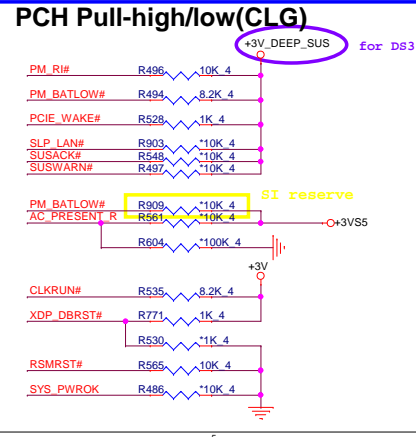 PCH Pull-high/low(CLG)
+3V_DEEP_SUS for DS3
PM_RI# R496 10K_4
PM_BATLOW# R494 8.2K_4
PCIE_WAKE# R528 1K_4
SLP_LAN# R903 *10K_4
SUSACK# R548 *10K_4
SUSWARN# R497 *10K_4
SI reserve
PM_BATLOW# R909 *10K_4
AC_PRESENT_R R561 *10K_4 +3VS5
R604 *100K_4
+3V
CLKRUN# R535 8.2K_4
XDP_DBRST# R771 1K_4
R530 *1K_4
RSMRST# R565 10K_4
SYS_PWROK R486 *10K_4